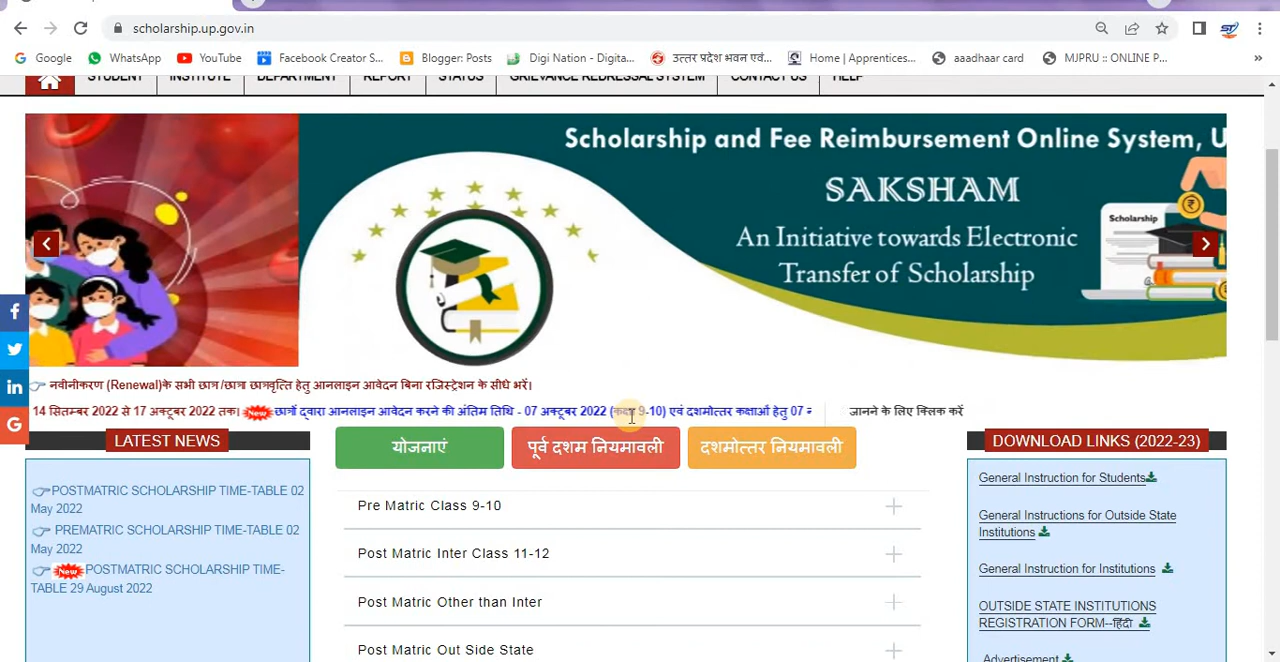 scholarship.up.gov.in
Google
WhatsApp
YouTube
Facebook Creator S...
Blogger: Posts
Digi Nation - Digita...
उत्तर प्रदेश भवन एवं...
Home | Apprentices...
aaadhaar card
MJPRU :: ONLINE P...
STUDENT
INSTITUTE
DEPARTMENT
REPORT
STATUS
GRIEVANCE REDRESSAL SYSTEM
CONTACT US
HELP
Scholarship and Fee Reimbursement Online System, U
SAKSHAM
An Initiative towards Electronic
Transfer of Scholarship
Scholarship
नवीनीकरण (Renewal)के सभी छात्र /छात्रा छात्रवृत्ति हेतु आनलाइन आवेदन बिना रजिस्ट्रेशन के सीधे भरें।
14 सितम्बर 2022 से 17 अक्टूबर 2022 तक। New छात्रों द्वारा आनलाइन आवेदन करने की अंतिम तिथि - 07 अक्टूबर 2022 (कक्षा 9-10) एवं दशमोत्तर कक्षाओं हेतु 07
जानने के लिए क्लिक करें
LATEST NEWS
POSTMATRIC SCHOLARSHIP TIME-TABLE 02
May 2022
PREMATRIC SCHOLARSHIP TIME-TABLE 02
May 2022
New POSTMATRIC SCHOLARSHIP TIME-
TABLE 29 August 2022
योजनाएं
पूर्व दशम नियमावली
दशमोत्तर नियमावली
Pre Matric Class 9-10
Post Matric Inter Class 11-12
Post Matric Other than Inter
Post Matric Out Side State
DOWNLOAD LINKS (2022-23)
General Instruction for Students
General Instructions for Outside State
Institutions
General Instruction for Institutions
OUTSIDE STATE INSTITUTIONS
REGISTRATION FORM--हिंदी
Advertisement